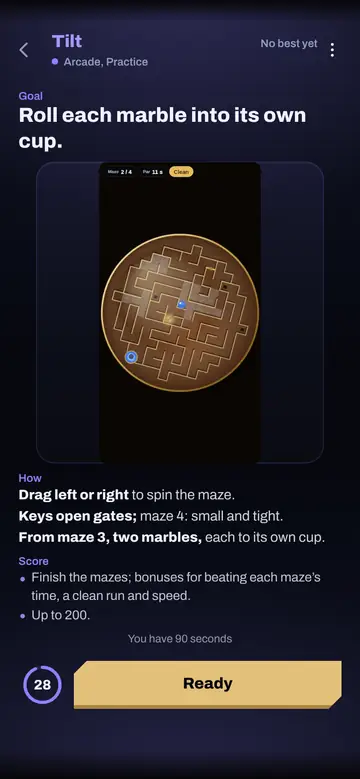 Tilt
Arcade, Practice
No best yet
Goal
Roll each marble into its own
cup.
Maze 2 / 4
Par 11 s
Clean
How
Drag left or right to spin the maze.
Keys open gates; maze 4: small and tight.
From maze 3, two marbles, each to its own cup.
Score
Finish the mazes; bonuses for beating each maze's
time, a clean run and speed.
Up to 200.
You have 90 seconds
28
Ready